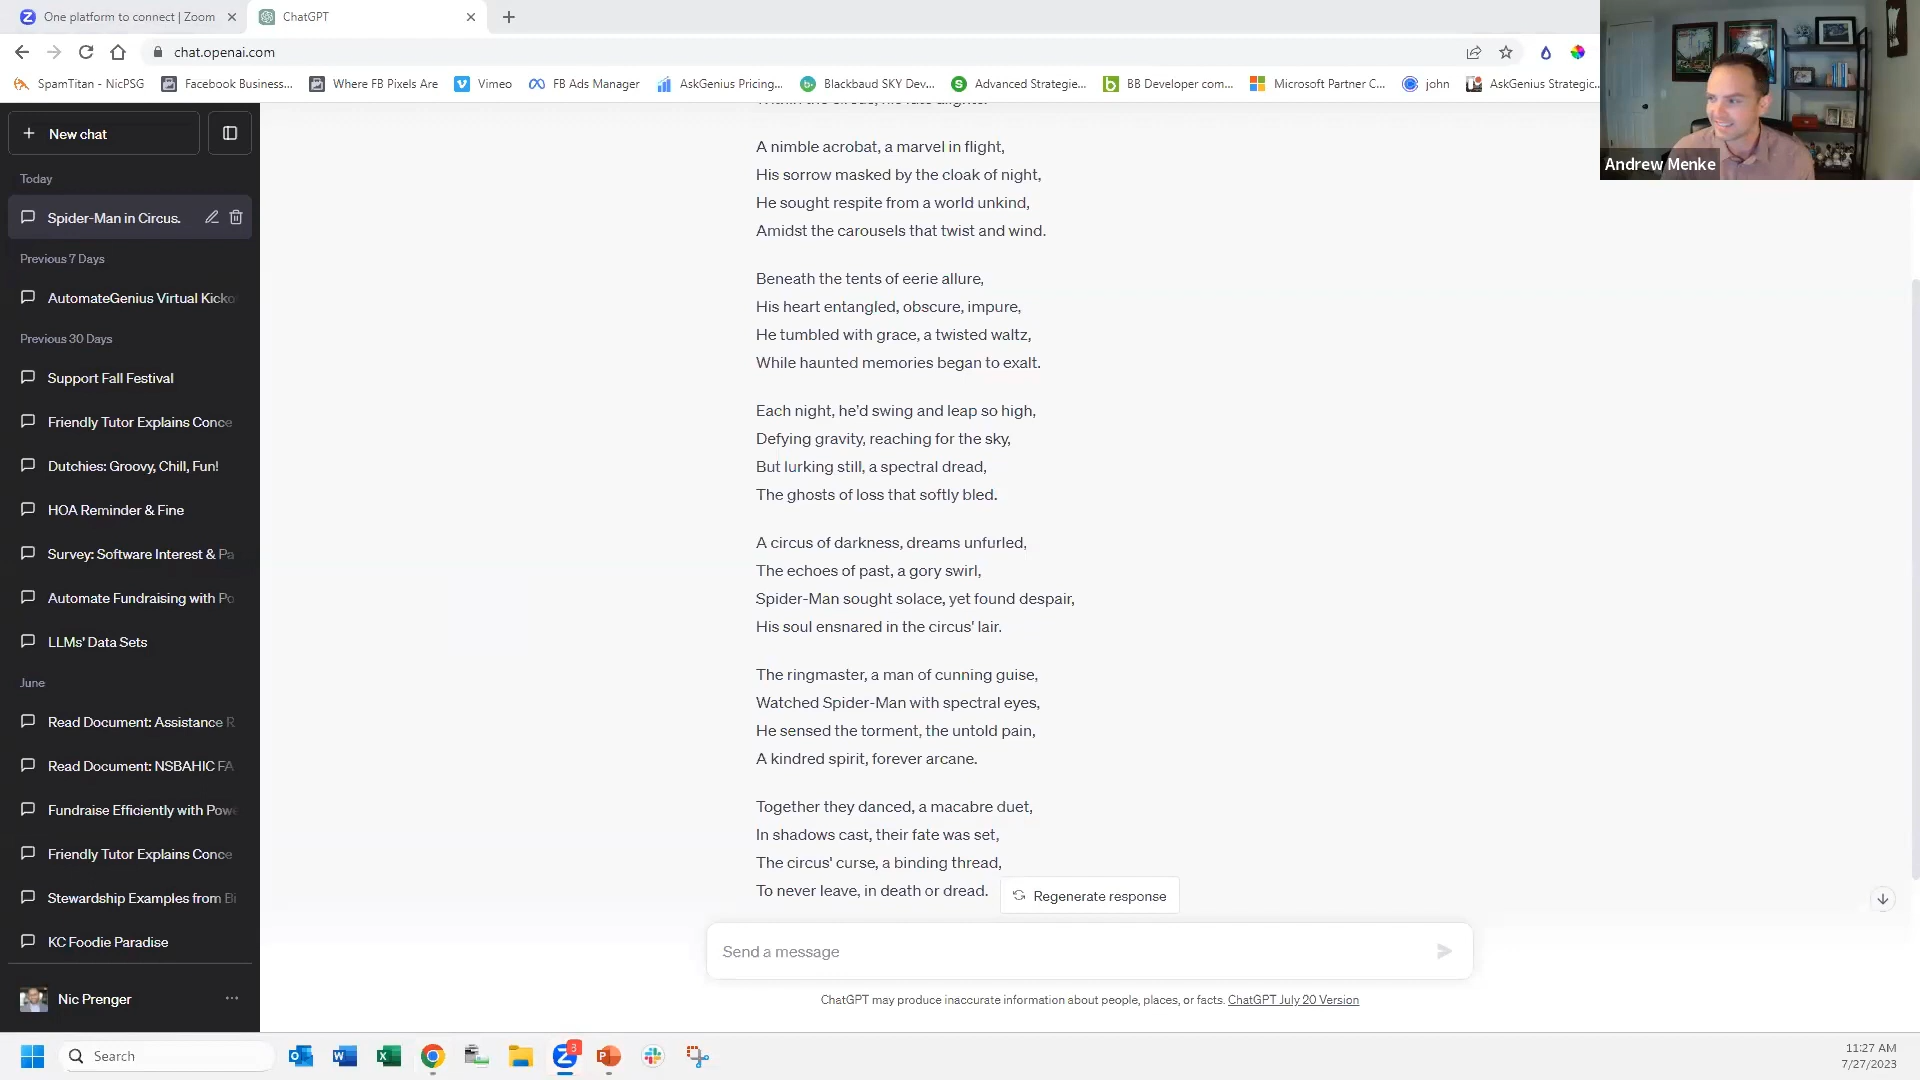 One platform to connect | Zoom
ChatGPT
chat.openai.com
SpamTitan - NicPSG
Facebook Business...
Where FB Pixels Are
Vimeo
FB Ads Manager
AskGenius Pricing...
Blackbaud SKY Dev...
Advanced Strategie...
BB Developer com...
Microsoft Partner C...
john
AskGenius Strategic...
Andrew Menke
New chat
Today
Spider-Man in Circus.
Previous 7 Days
AutomateGenius Virtual Kicko
Previous 30 Days
Support Fall Festival
Friendly Tutor Explains Conce
Dutchies: Groovy, Chill, Fun!
HOA Reminder & Fine
Survey: Software Interest & Pa
Automate Fundraising with Po
LLMs' Data Sets
June
Read Document: Assistance R
Read Document: NSBAHIC FA
Fundraise Efficiently with Powe
Friendly Tutor Explains Conce
Stewardship Examples from Bl
KC Foodie Paradise
Nic Prenger
A nimble acrobat, a marvel in flight,
His sorrow masked by the cloak of night,
He sought respite from a world unkind,
Amidst the carousels that twist and wind.
Beneath the tents of eerie allure,
His heart entangled, obscure, impure,
He tumbled with grace, a twisted waltz,
While haunted memories began to exalt.
Each night, he'd swing and leap so high,
Defying gravity, reaching for the sky,
But lurking still, a spectral dread,
The ghosts of loss that softly bled.
A circus of darkness, dreams unfurled,
The echoes of past, a gory swirl,
Spider-Man sought solace, yet found despair,
His soul ensnared in the circus' lair.
The ringmaster, a man of cunning guise,
Watched Spider-Man with spectral eyes,
He sensed the torment, the untold pain,
A kindred spirit, forever arcane.
Together they danced, a macabre duet,
In shadows cast, their fate was set,
The circus' curse, a binding thread,
To never leave, in death or dread.
Regenerate response
Send a message
ChatGPT may produce inaccurate information about people, places, or facts. ChatGPT July 20 Version
Search
3
11:27 AM
7/27/2023